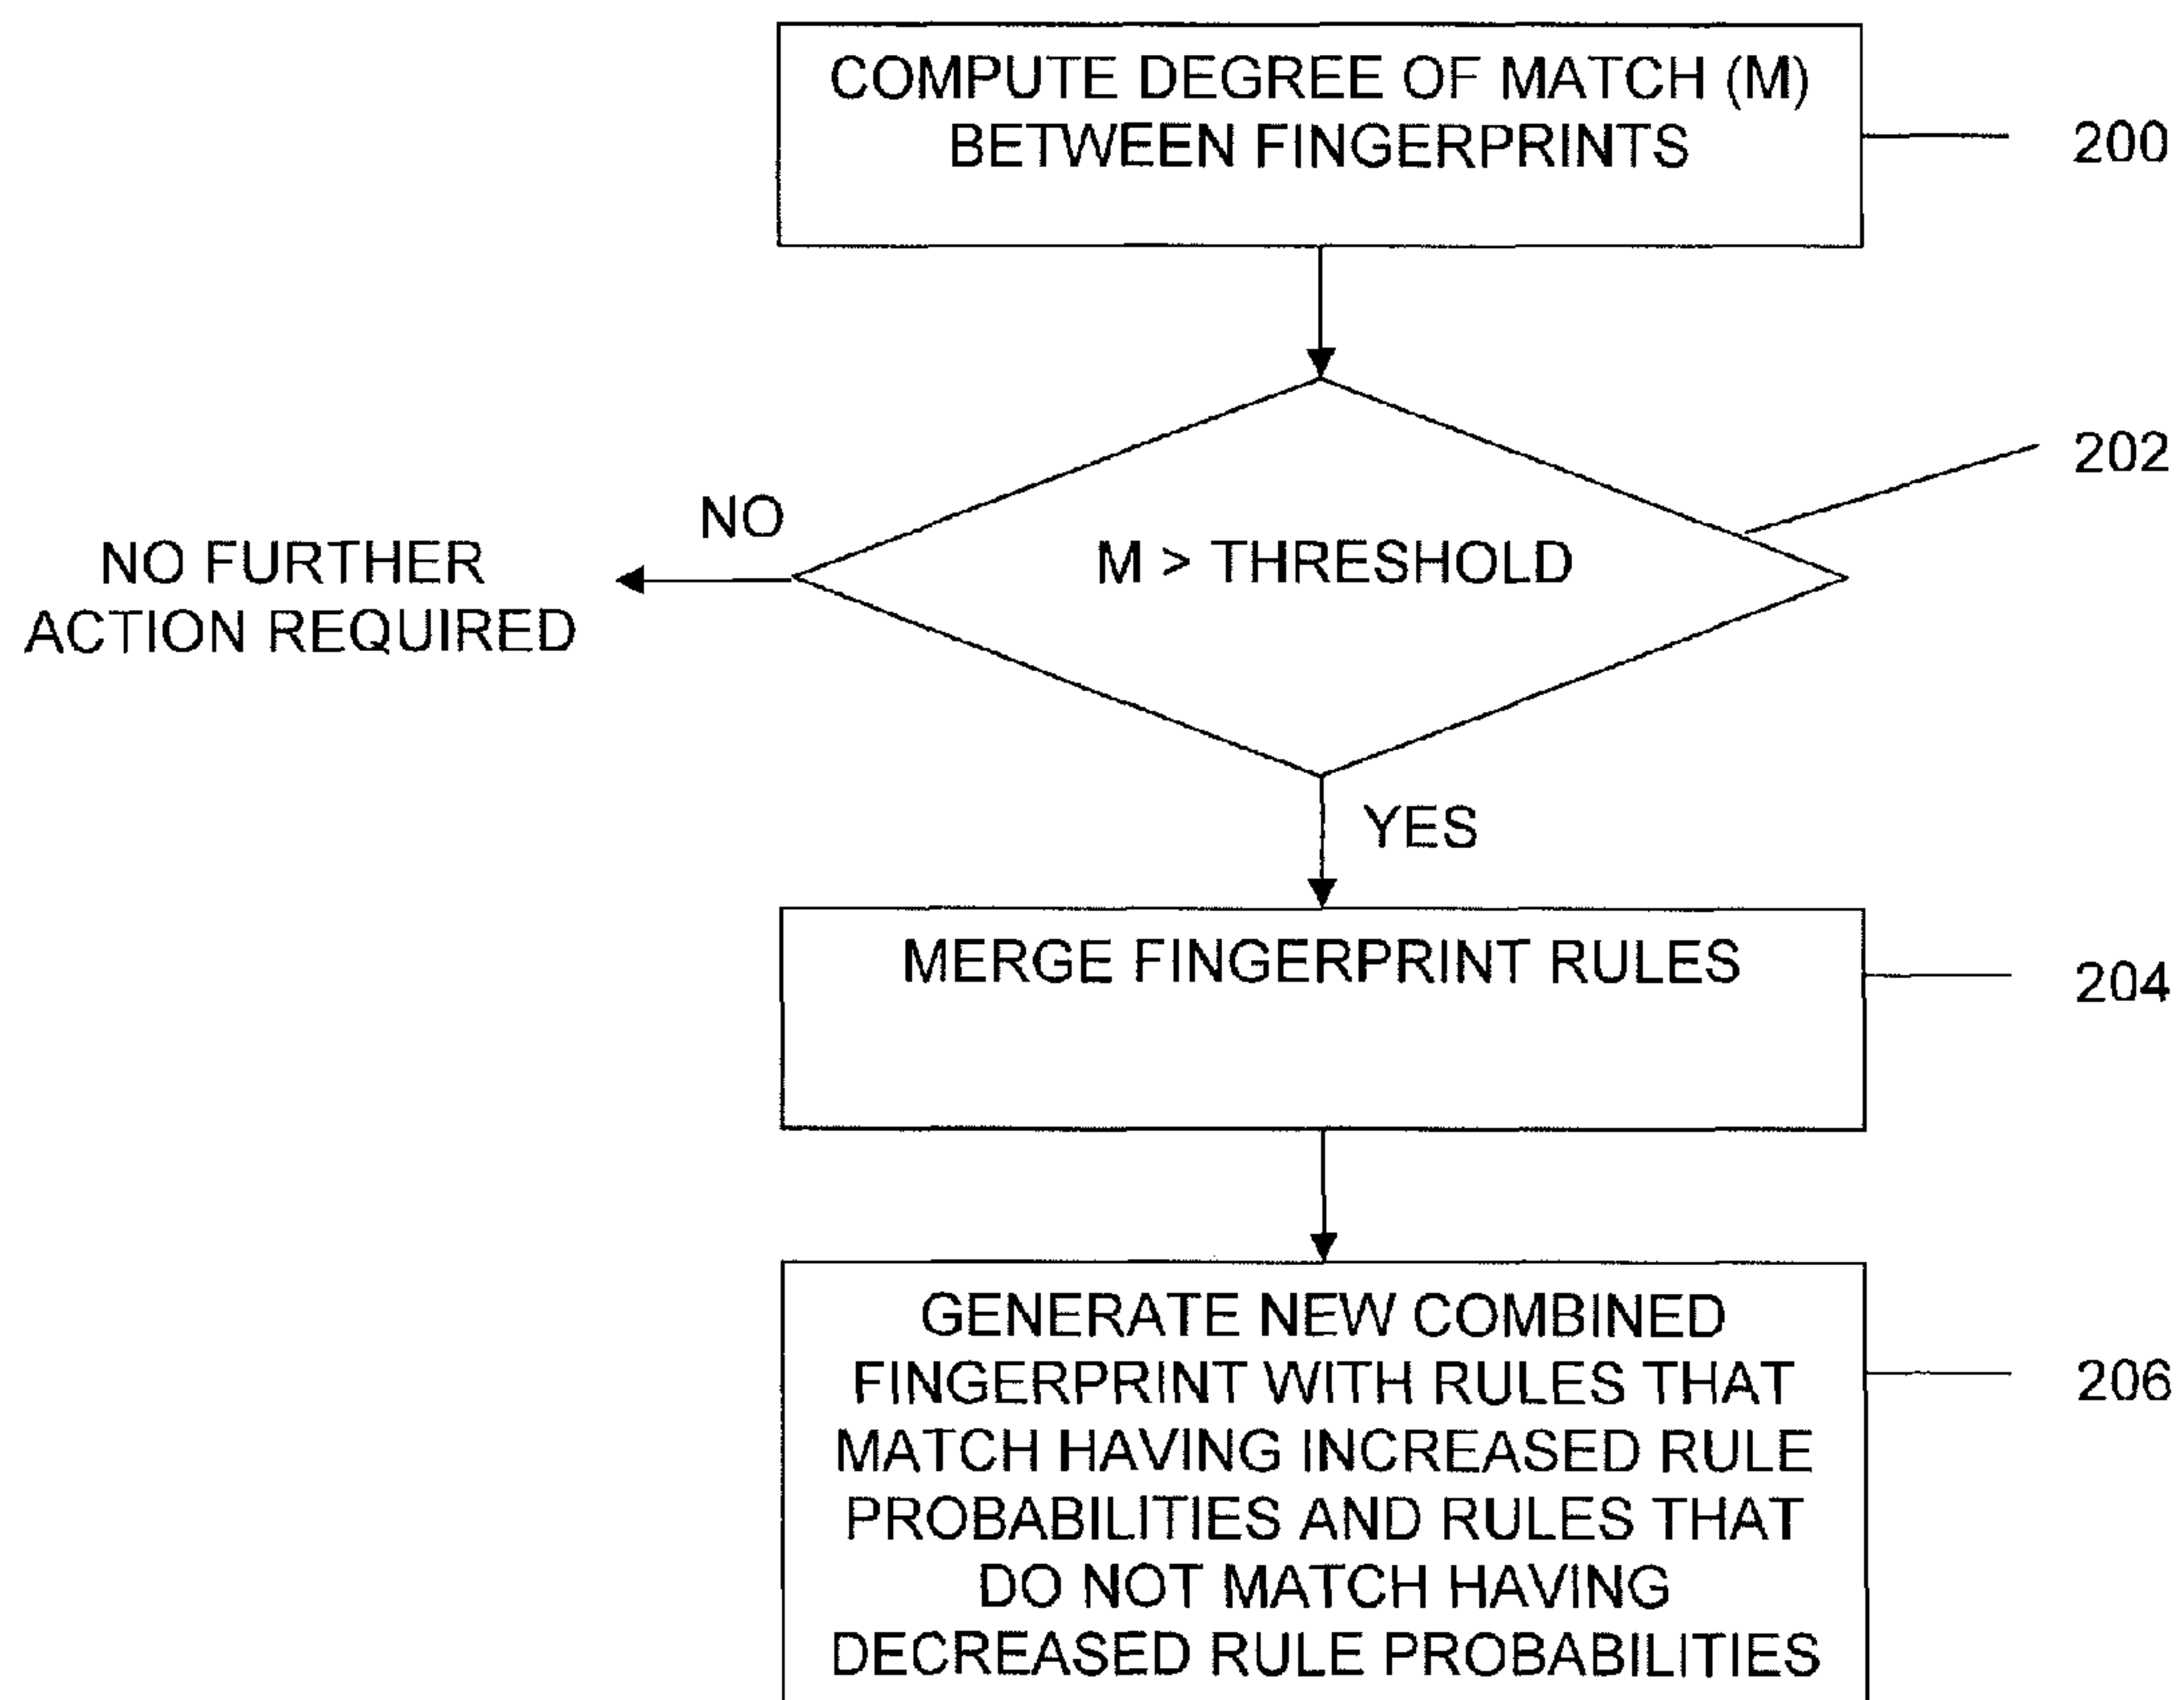 COMPUTE DEGREE OF MATCH (M)
BETWEEN FINGERPRINTS
200
202
NO
M > THRESHOLD
NO FURTHER
ACTION REQUIRED
YES
MERGE FINGERPRINT RULES
204
GENERATE NEW COMBINED
FINGERPRINT WITH RULES THAT
MATCH HAVING INCREASED RULE
PROBABILITIES AND RULES THAT
DO NOT MATCH HAVING
DECREASED RULE PROBABILITIES
206